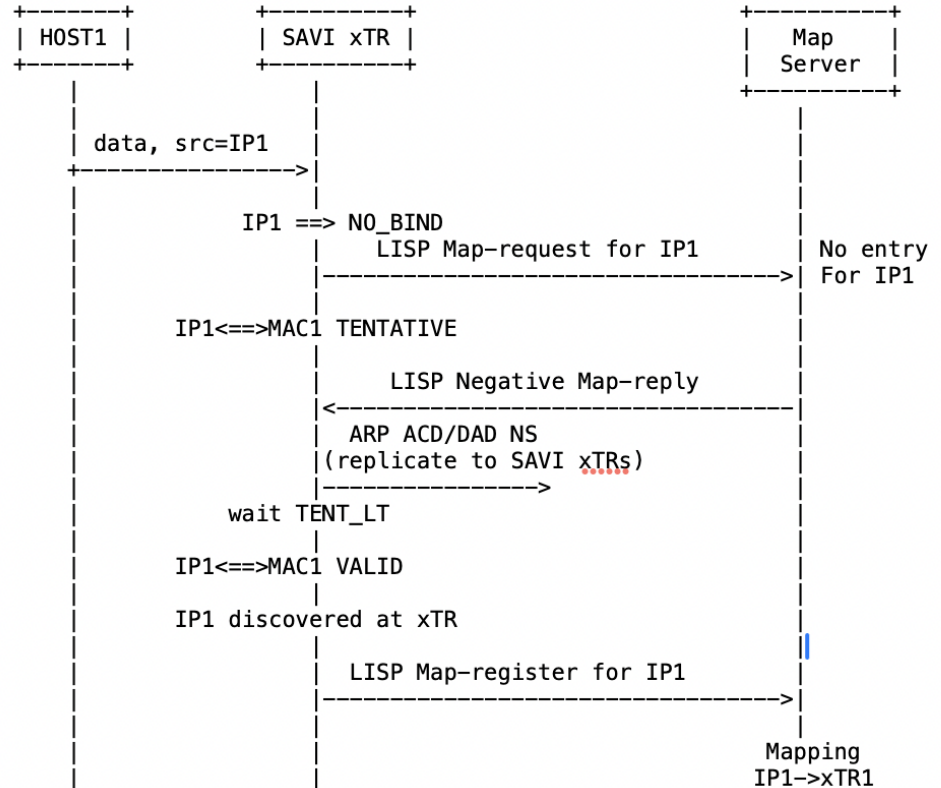 HOST1 SAVI xTR Map
Server
data, src=IP1
IP1 ==> NO_BIND
LISP Map-request for IP1 No entry
For IP1
IP1<==>MAC1 TENTATIVE
LISP Negative Map-reply
ARP ACD/DAD NS
(replicate to SAVI xTRs)
wait TENT_LT
IP1<==>MAC1 VALID
IP1 discovered at xTR
LISP Map-register for IP1
Mapping
IP1->xTR1